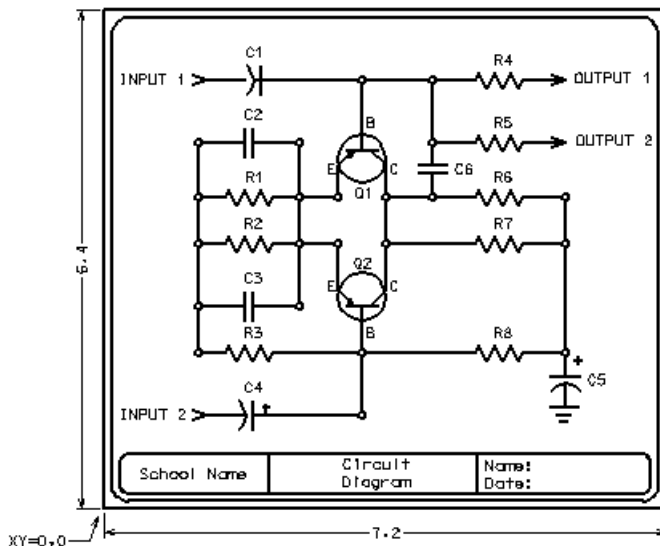 C1
R4
INPUT 1
OUTPUT 1
C2
B
R5
OUTPUT 2
E
C
C6
R1
Q1
R6
R2
R7
6.4
Q2
C3
E
C
B
R3
R8
+
C5
C4
+
INPUT 2
School Name
Circuit
Diagram
Name:
Date:
7.2
XY=0,0